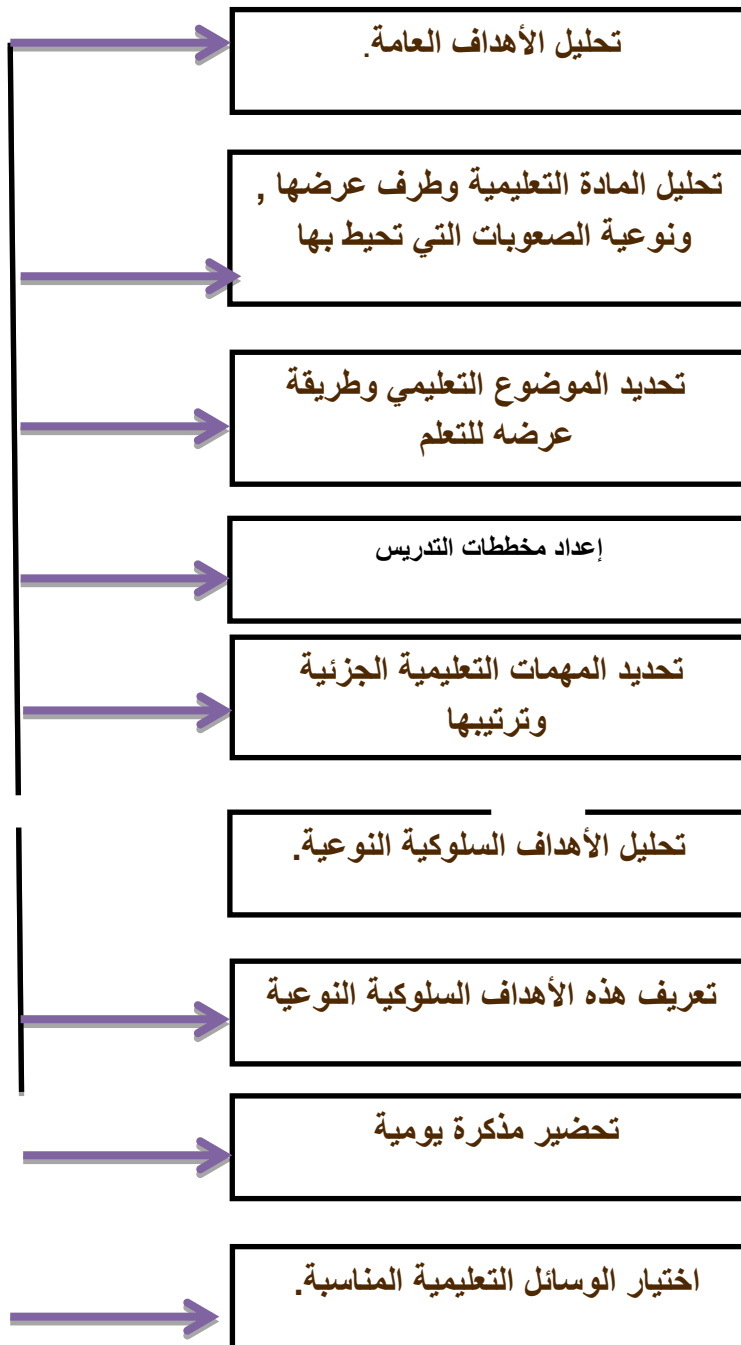 تحليل الأهداف العامة.
تحليل المادة التعليمية وطرف عرضها ,
ونوعية الصعوبات التي تحيط بها
تحديد الموضوع التعليمي وطريقة
عرضه للتعلم
إعداد مخططات التدريس
تحديد المهمات التعليمية الجزئية
وترتيبها
تحليل الأهداف السلوكية النوعية.
تعريف هذه الأهداف السلوكية النوعية
تحضير مذكرة يومية
اختيار الوسائل التعليمية المناسبة.